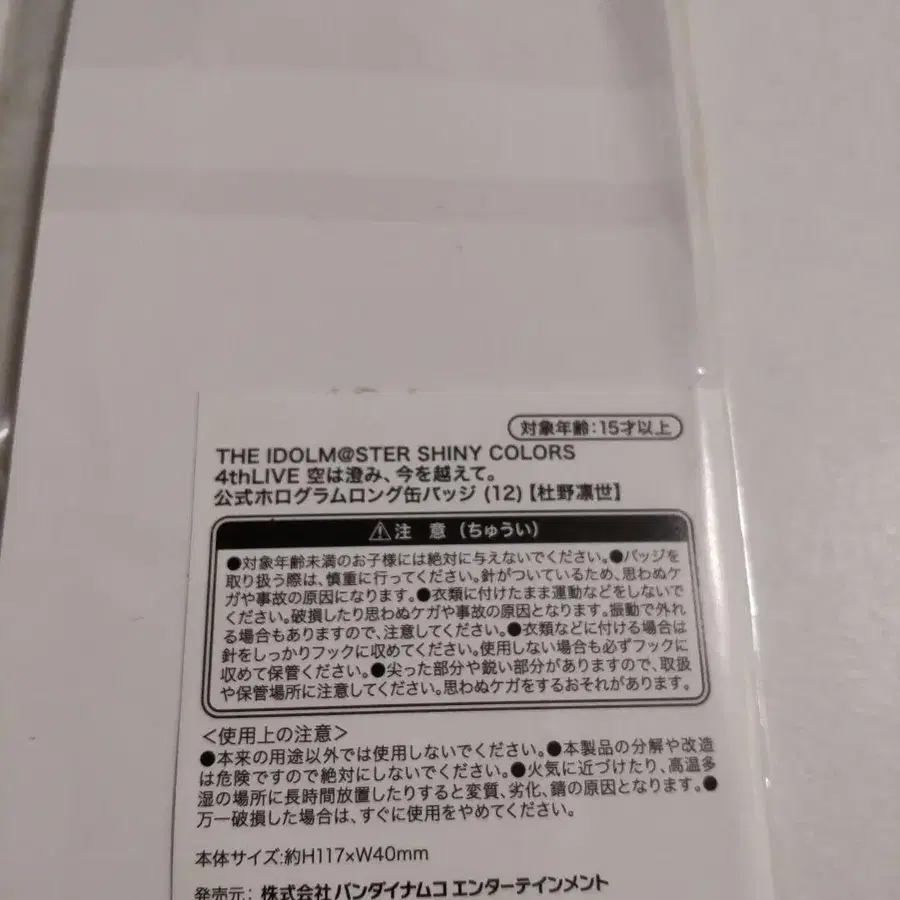 対象年齢:15才以上
THE IDOLM@STER SHINY COLORS
4thLIVE 空は澄み、今を越えて。
公式ホログラムロング缶バッジ (12)【杜野凛世】
⚠注 意 (ちゅうい)
●対象年齢未満のお子様には絶対に与えないでください。●バッジを
取り扱う際は、慎重に行ってください。針がついているため、思わぬケ
ガや事故の原因になります。●衣類に付けたまま運動などをしないで
ください。破損したり思わぬケガや事故の原因となります。振動で外れ
る場合もありますので、注意してください。●衣類などに付ける場合は
針をしっかりフックに収めてください。使用しない場合も必ずフックに
収めて保管ください。●尖った部分や鋭い部分がありますので、取扱
や保管場所に注意してください。思わぬケガをするおそれがあります。
<使用上の注意>
●本来の用途以外では使用しないでください。●本製品の分解や改造
は危険ですので絶対にしないでください。●火気に近づけたり、高温多
湿の場所に長時間放置したりすると変質、劣化、錆の原因となります。●
万一破損した場合は、すぐに使用をやめてください。
本体サイズ:約H117×W40mm
発売元: 株式会社バンダイナムコエンターテインメント